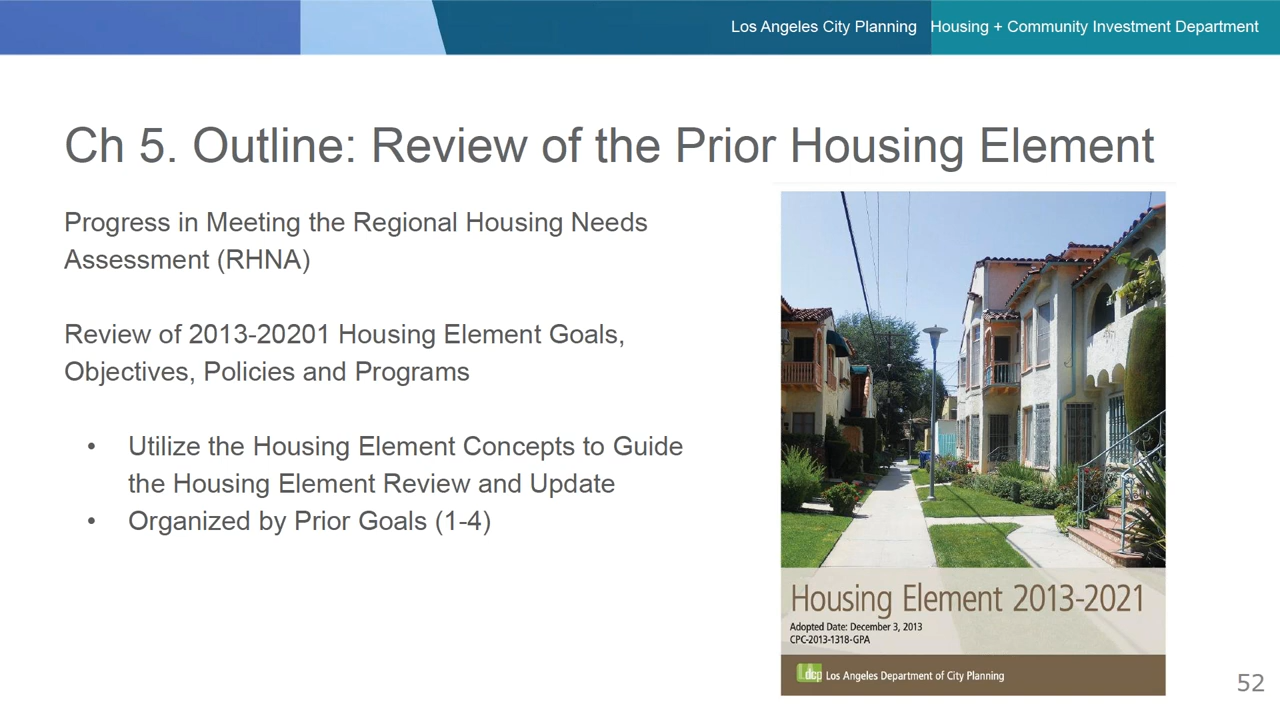 Los Angeles City Planning Housing + Community Investment Department
Ch 5. Outline: Review of the Prior Housing Element
Progress in Meeting the Regional Housing Needs
Assessment (RHNA)
Review of 2013-20201 Housing Element Goals,
Objectives, Policies and Programs
• Utilize the Housing Element Concepts to Guide
the Housing Element Review and Update
• Organized by Prior Goals (1-4)
Housing Element 2013-2021
Adopted Date: December 3, 2013
CPC-2013-1318-GPA
Ldcp Los Angeles Department of City Planning
52